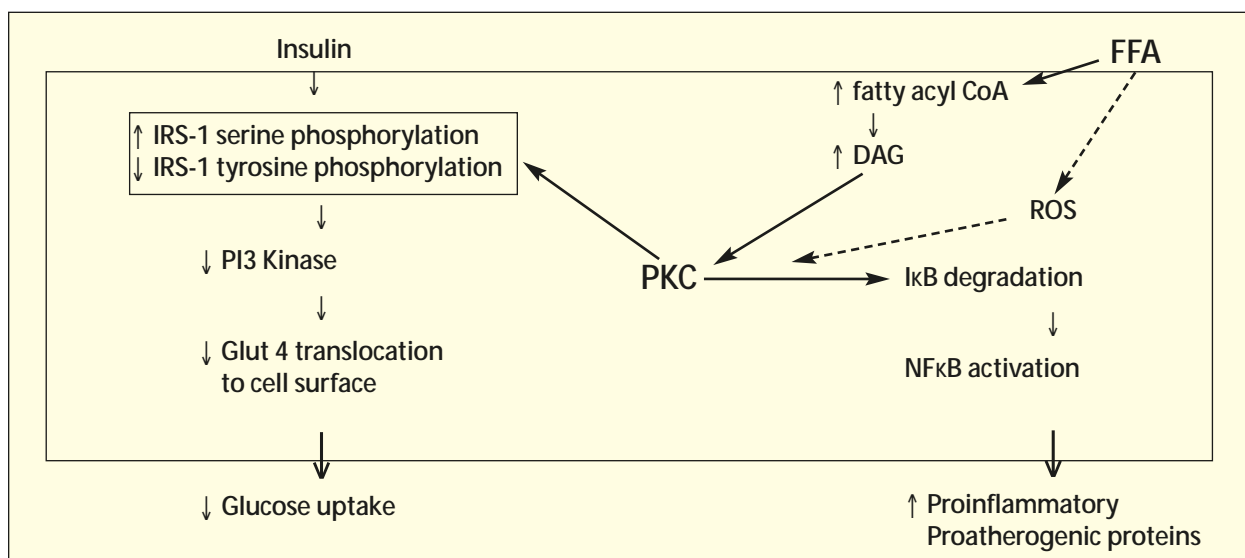 Insulin
FFA
↑ fatty acyl CoA
↑ IRS-1 serine phosphorylation
↓ IRS-1 tyrosine phosphorylation
↑ DAG
ROS
↓ PI3 Kinase
PKC
IκB degradation
↓ Glut 4 translocation
to cell surface
NFκB activation
↓ Glucose uptake
↑ Proinflammatory
Proatherogenic proteins